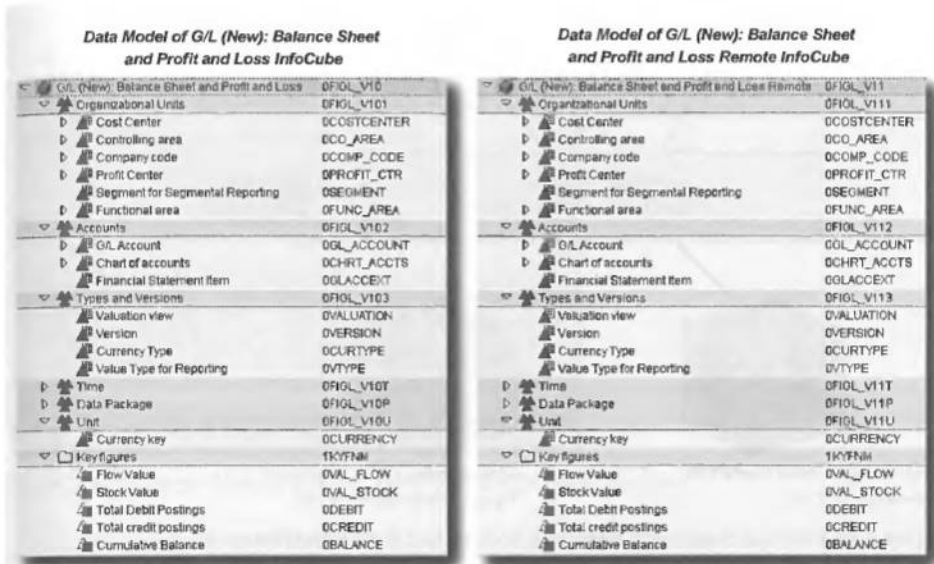 Data Model of G/L (New): Balance Sheet
and Profit and Loss InfoCube
G/L (New): Balance Sheet and Profit and Loss 0FIGL_V10
Organizational Units 0FIGL_V101
Cost Center 0COSTCENTER
Controlling area 0CO_AREA
Company code 0COMP_CODE
Profit Center 0PROFIT_CTR
Segment for Segmental Reporting 0SEGMENT
Functional area 0FUNC_AREA
Accounts 0FIGL_V102
G/L Account 0GL_ACCOUNT
Chart of accounts 0CHRT_ACCTS
Financial Statement Item 0GLACCEXT
Types and Versions 0FIGL_V103
Valuation view 0VALUATION
Version 0VERSION
Currency Type 0CURTYPE
Value Type for Reporting 0VTYPE
Time 0FIGL_V10T
Data Package 0FIGL_V10P
Unit 0FIGL_V10U
Currency key 0CURRENCY
Key figures 1KYFNM
Flow Value 0VAL_FLOW
Stock Value 0VAL_STOCK
Total Debit Postings 0DEBIT
Total credit postings 0CREDIT
Cumulative Balance 0BALANCE
Data Model of G/L (New): Balance Sheet
and Profit and Loss Remote InfoCube
G/L (New): Balance Sheet and Profit and Loss Remote 0FIGL_V11
Organizational Units 0FIGL_V111
Cost Center 0COSTCENTER
Controlling area 0CO_AREA
Company code 0COMP_CODE
Profit Center 0PROFIT_CTR
Segment for Segmental Reporting 0SEGMENT
Functional area 0FUNC_AREA
Accounts 0FIGL_V112
G/L Account 0GL_ACCOUNT
Chart of accounts 0CHRT_ACCTS
Financial Statement Item 0GLACCEXT
Types and Versions 0FIGL_V113
Valuation view 0VALUATION
Version 0VERSION
Currency Type 0CURTYPE
Value Type for Reporting 0VTYPE
Time 0FIGL_V11T
Data Package 0FIGL_V11P
Unit 0FIGL_V11U
Currency key 0CURRENCY
Key figures 1KYFNM
Flow Value 0VAL_FLOW
Stock Value 0VAL_STOCK
Total Debit Postings 0DEBIT
Total credit postings 0CREDIT
Cumulative Balance 0BALANCE